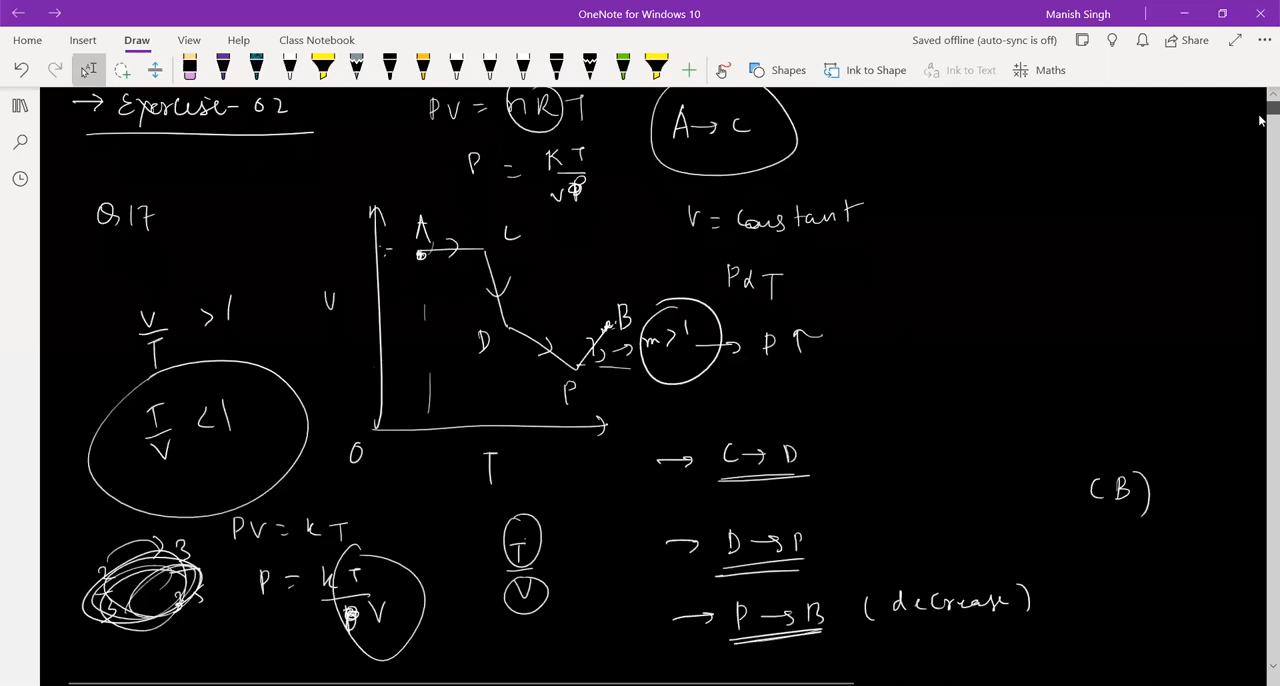 OneNote for Windows 10
Manish Singh
Home Insert Draw View Help Class Notebook
Saved offline (auto-sync is off)
Share
Shapes
Ink to Shape
Ink to Text
Maths
→ Exercise-02
PV = nRT
A → C
P = KT/V
Q.17
V = constant
P α T
V/T > 1
V
A
C
D
P
B
m > 1 → P ↑
T/V < 1
O
T
→ C → D
(B)
PV = kT
P = kT/V
T/V
→ D → P
→ P → B (decrease)